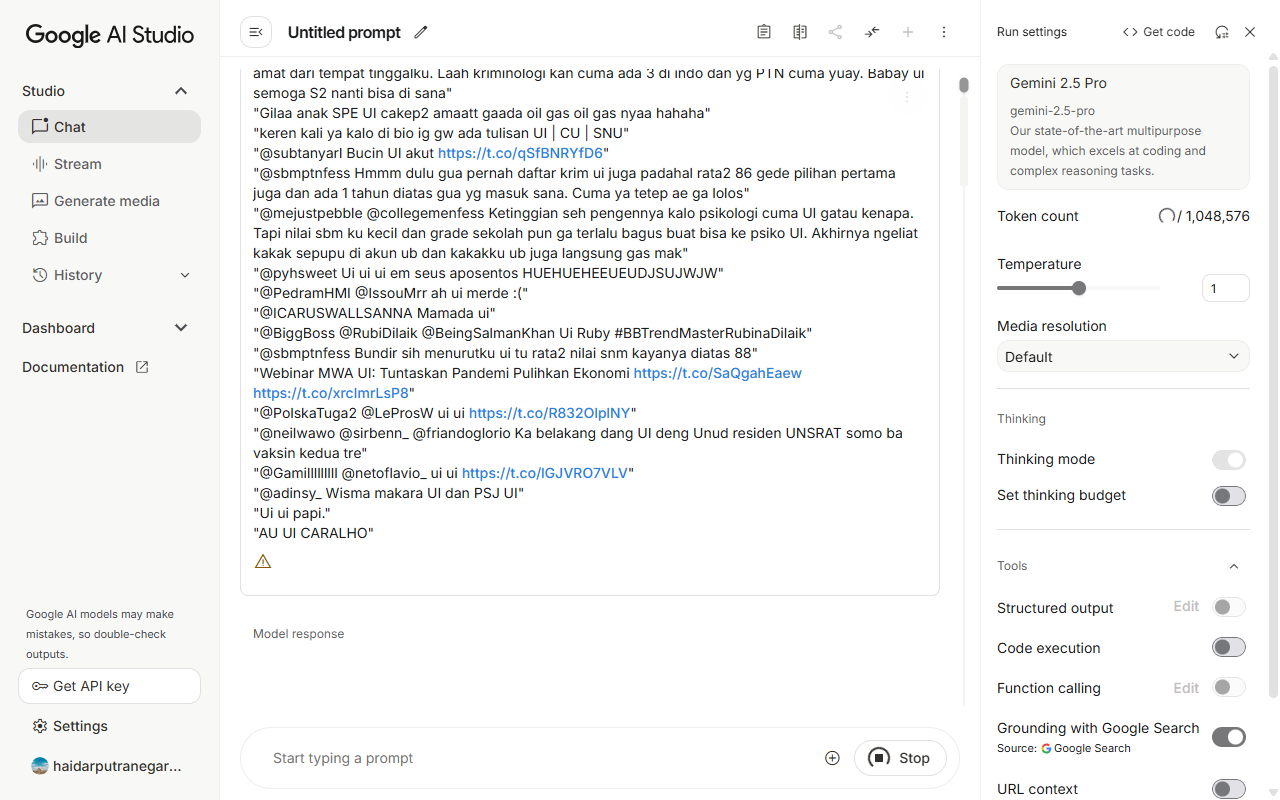 Google AI Studio
Studio
Chat
Stream
Generate media
Build
History
Dashboard
Documentation
Google AI models may make
mistakes, so double-check
outputs.
Get API key
Settings
haidarputranegar...
Untitled prompt
amat dari tempat tinggalku. Laah kriminologi kan cuma ada 3 di indo dan yg PTN cuma yuay. Babay ui
semoga S2 nanti bisa di sana"
"Gilaa anak SPE UI cakep2 amaatt gaada oil gas oil gas nyaa hahaha"
"keren kali ya kalo di bio ig gw ada tulisan UI | CU | SNU"
"@subtanyarl Bucin UI akut https://t.co/qSfBNRYfD6"
"@sbmptnfess Hmmm dulu gua pernah daftar krim ui juga padahal rata2 86 gede pilihan pertama
juga dan ada 1 tahun diatas gua yg masuk sana. Cuma ya tetep ae ga lolos"
"@mejustpebble @collegemenfess Ketinggian seh pengennya kalo psikologi cuma UI gatau kenapa.
Tapi nilai sbm ku kecil dan grade sekolah pun ga terlalu bagus buat bisa ke psiko UI. Akhirnya ngeliat
kakak sepupu di akun ub dan kakakku ub juga langsung gas mak"
"@pyhsweet Ui ui ui em seus aposentos HUEHUEHEEUEUDJSUJWJW"
"@PedramHMI @IssouMrr ah ui merde :("
"@ICARUSWALLSANNA Mamada ui"
"@BiggBoss @RubiDilaik @BeingSalmanKhan Ui Ruby #BBTrendMasterRubinaDilaik"
"@sbmptnfess Bundir sih menurutku ui tu rata2 nilai snm kayanya diatas 88"
"Webinar MWA UI: Tuntaskan Pandemi Pulihkan Ekonomi https://t.co/SaQgahEaew
https://t.co/xrcImrLsP8"
"@PolskaTuga2 @LeProsW ui ui https://t.co/R832OlplNY"
"@neilwawo @sirbenn_ @friandoglorio Ka belakang dang UI deng Unud residen UNSRAT somo ba
vaksin kedua tre"
"@Gamillllllllll @netoflavio_ ui ui https://t.co/lGJVRO7VLV"
"@adinsy_ Wisma makara UI dan PSJ UI"
"Ui ui papi."
"AU UI CARALHO"
Model response
Start typing a prompt
Stop
Run settings
Get code
Gemini 2.5 Pro
gemini-2.5-pro
Our state-of-the-art multipurpose
model, which excels at coding and
complex reasoning tasks.
Token count
/ 1,048,576
Temperature
1
Media resolution
Default
Thinking
Thinking mode
Set thinking budget
Tools
Structured output
Edit
Code execution
Function calling
Edit
Grounding with Google Search
Source: Google Search
URL context